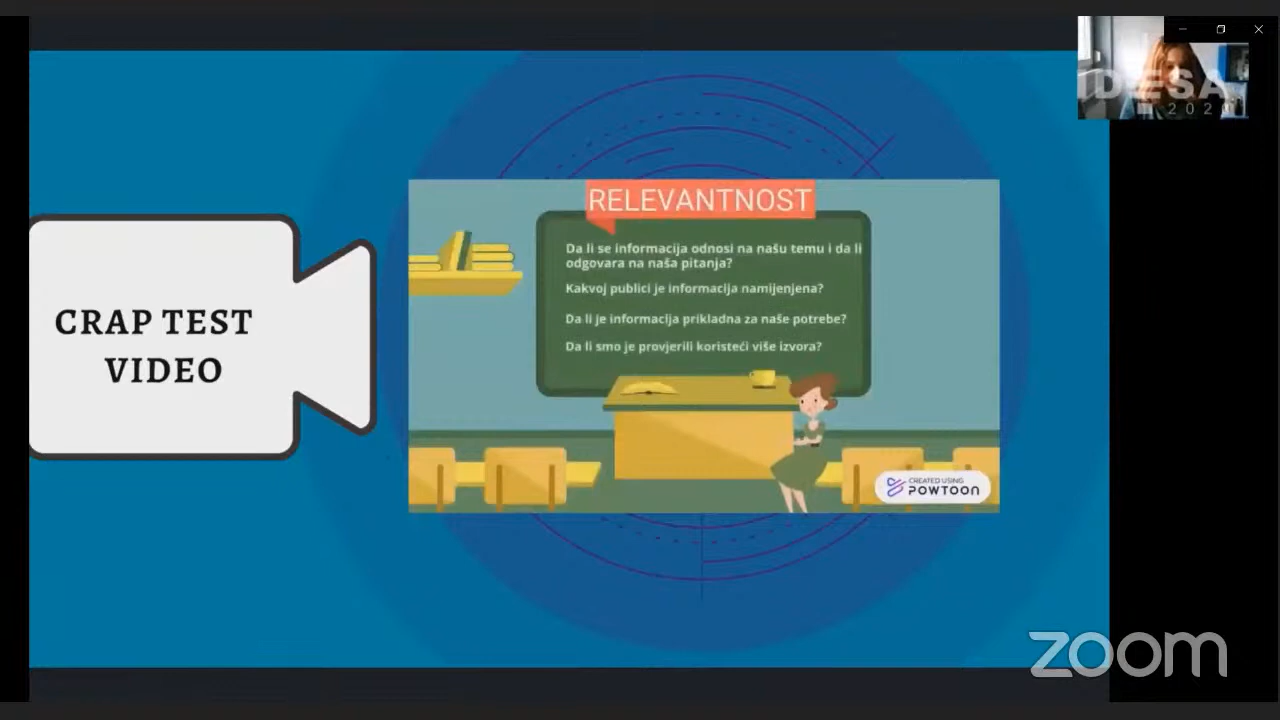 IDESA
2020
CRAP TEST
VIDEO
RELEVANTNOST
Da li se informacija odnosi na našu temu i da li
odgovara na naša pitanja?
Kakvoj publici je informacija namijenjena?
Da li je informacija prikladna za naše potrebe?
Da li smo je provjerili koristeći više izvora?
CREATED USING
POWTOON
zoom